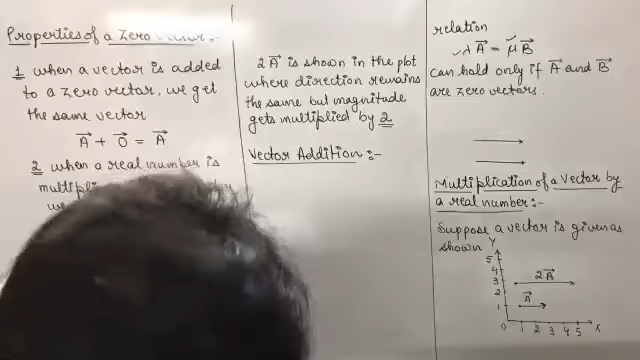 Properties of a zero vector:-
1 when a vector is added
to a zero vector, we get
the same vector
A⃗ + 0⃗ = A⃗
2 when a real number is
2A⃗ is shown in the plot
where direction remains
the same but magnitude
gets multiplied by 2
Vector Addition:-
relation
✓λ A⃗ = ✓μ B⃗
can hold only if A⃗ and B⃗
are zero vectors.
Multiplication of a Vector by
a real number:-
Suppose a vector is given as
shown
Y
5
4
3
2
1
0
2A⃗
A⃗
1 2 3 4 5
X